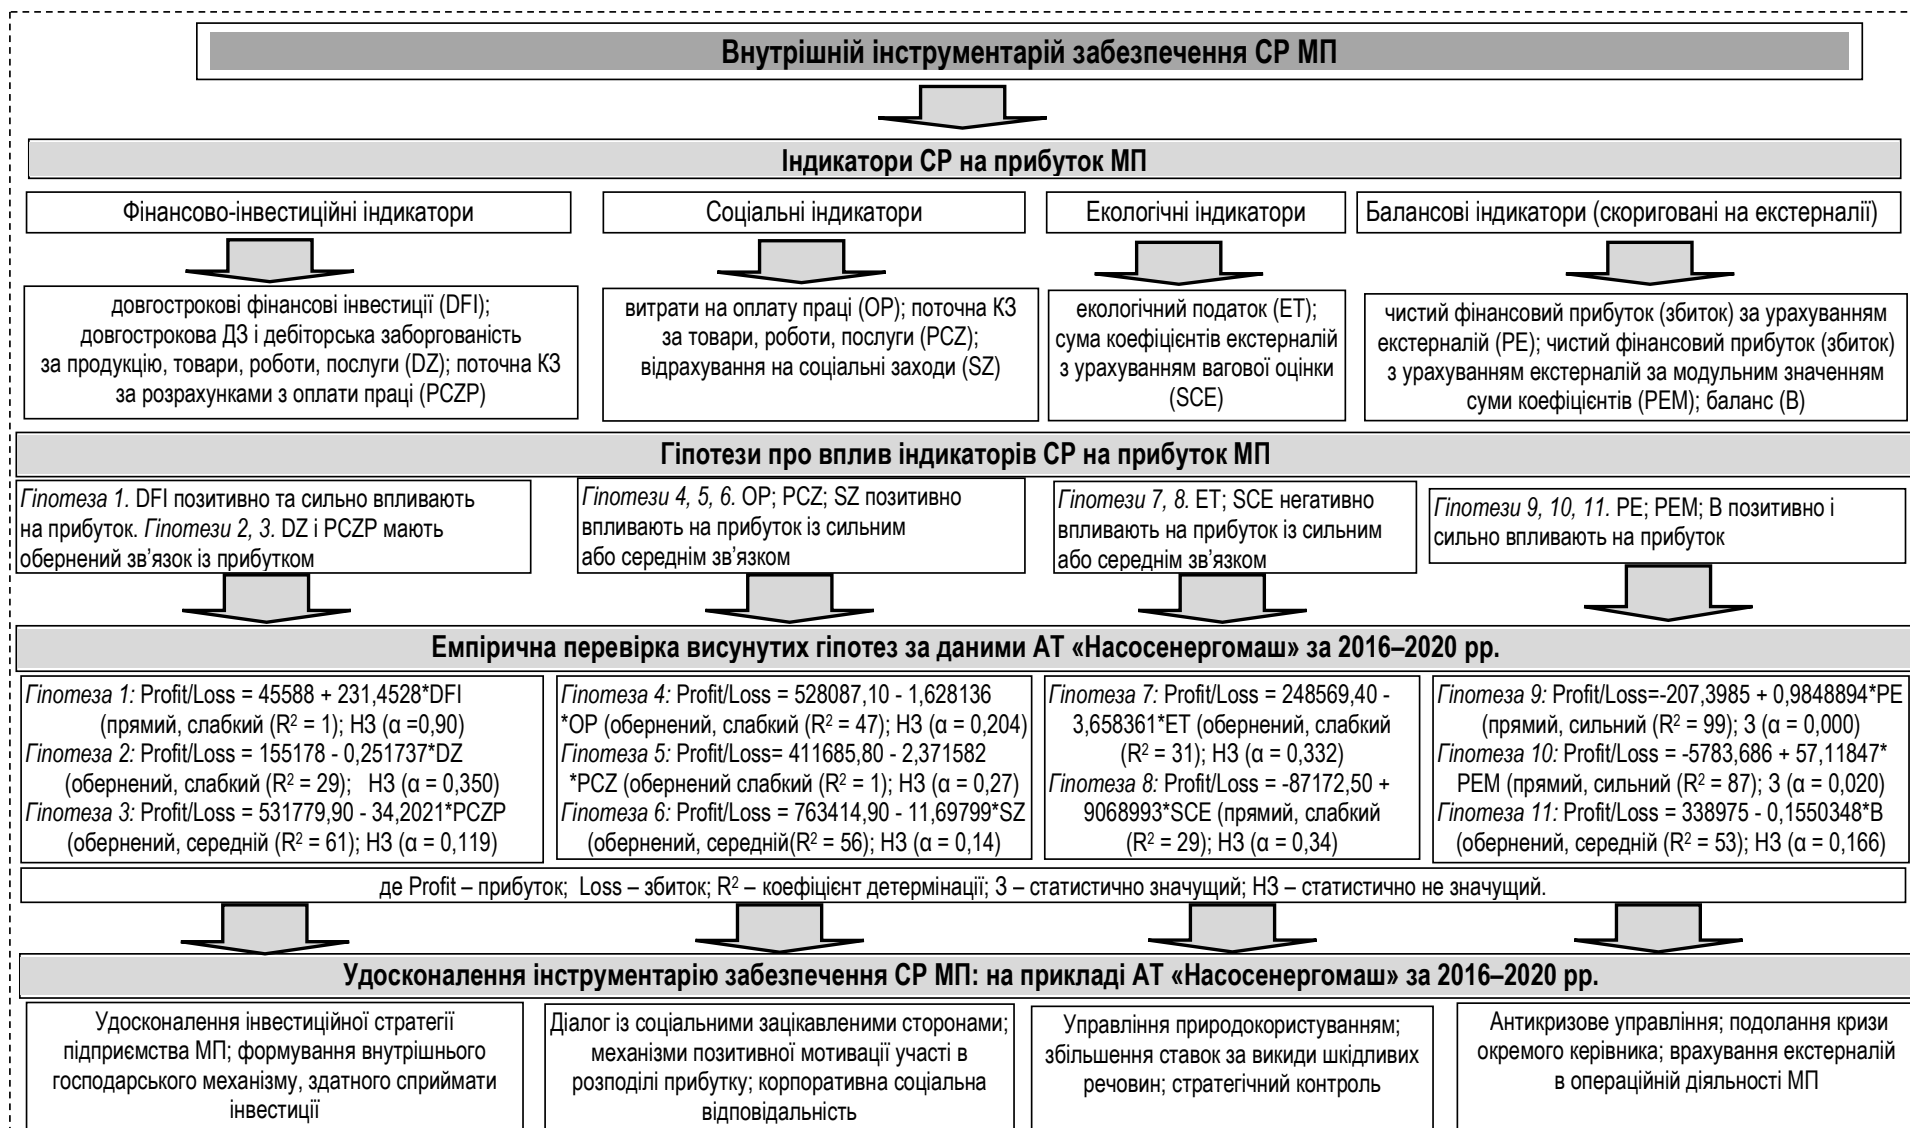 Внутрішній інструментарій забезпечення СР МП
Індикатори СР на прибуток МП
Фінансово-інвестиційні індикатори
Соціальні індикатори
Екологічні індикатори
Балансові індикатори (скориговані на екстерналії)
довгострокові фінансові інвестиції (DFI);
довгострокова ДЗ і дебіторська заборгованість
за продукцію, товари, роботи, послуги (DZ); поточна КЗ
за розрахунками з оплати праці (PCZP)
витрати на оплату праці (OP); поточна КЗ
за товари, роботи, послуги (PCZ);
відрахування на соціальні заходи (SZ)
екологічний податок (ET);
сума коефіцієнтів екстерналій
з урахуванням вагової оцінки
(SCE)
чистий фінансовий прибуток (збиток) за урахуванням
екстерналій (PE); чистий фінансовий прибуток (збиток)
з урахуванням екстерналій за модульним значенням
суми коефіцієнтів (PEM); баланс (B)
Гіпотези про вплив індикаторів СР на прибуток МП
Гіпотеза 1. DFI позитивно та сильно впливають
на прибуток. Гіпотези 2, 3. DZ і PCZP мають
обернений зв’язок із прибутком
Гіпотези 4, 5, 6. OP; PCZ; SZ позитивно
впливають на прибуток із сильним
або середнім зв’язком
Гіпотези 7, 8. ET; SCE негативно
впливають на прибуток із сильним
або середнім зв’язком
Гіпотези 9, 10, 11. PE; PEM; B позитивно і
сильно впливають на прибуток
Емпірична перевірка висунутих гіпотез за даними АТ «Насосенергомаш» за 2016–2020 рр.
Гіпотеза 1: Profit/Loss = 45588 + 231,4528*DFI
(прямий, слабкий (R² = 1); НЗ (α =0,90)
Гіпотеза 2: Profit/Loss = 155178 - 0,251737*DZ
(обернений, слабкий (R² = 29); НЗ (α = 0,350)
Гіпотеза 3: Profit/Loss = 531779,90 - 34,2021*PCZP
(обернений, середній (R² = 61); НЗ (α = 0,119)
Гіпотеза 4: Profit/Loss = 528087,10 - 1,628136
*OP (обернений, слабкий (R² = 47); НЗ (α = 0,204)
Гіпотеза 5: Profit/Loss= 411685,80 - 2,371582
*PCZ (обернений слабкий (R² = 1); НЗ (α = 0,27)
Гіпотеза 6: Profit/Loss = 763414,90 - 11,69799*SZ
(обернений, середній(R² = 56); НЗ (α = 0,14)
Гіпотеза 7: Profit/Loss = 248569,40 -
3,658361*ET (обернений, слабкий
(R² = 31); НЗ (α = 0,332)
Гіпотеза 8: Profit/Loss = -87172,50 +
9068993*SCE (прямий, слабкий
(R² = 29); НЗ (α = 0,34)
Гіпотеза 9: Profit/Loss=-207,3985 + 0,9848894*PE
(прямий, сильний (R² = 99); З (α = 0,000)
Гіпотеза 10: Profit/Loss = -5783,686 + 57,11847*
PEM (прямий, сильний (R² = 87); З (α = 0,020)
Гіпотеза 11: Profit/Loss = 338975 - 0,1550348*B
(обернений, середній (R² = 53); НЗ (α = 0,166)
де Profit – прибуток; Loss – збиток; R² – коефіцієнт детермінації; З – статистично значущий; НЗ – статистично не значущий.
Удосконалення інструментарію забезпечення СР МП: на прикладі АТ «Насосенергомаш» за 2016–2020 рр.
Удосконалення інвестиційної стратегії
підприємства МП; формування внутрішнього
господарського механізму, здатного сприймати
інвестиції
Діалог із соціальними зацікавленими сторонами;
механізми позитивної мотивації участі в
розподілі прибутку; корпоративна соціальна
відповідальність
Управління природокористуванням;
збільшення ставок за викиди шкідливих
речовин; стратегічний контроль
Антикризове управління; подолання кризи
окремого керівника; врахування екстерналій
в операційній діяльності МП